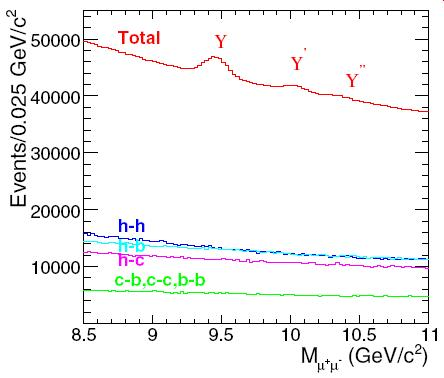 Events/0.025 GeV/c²
50000
40000
30000
20000
10000
Total
Υ
Υ'
Υ''
h-h
h-b
h-c
c-b,c-c,b-b
8.5 9 9.5 10 10.5 11
M_μ⁺μ⁻ (GeV/c²)